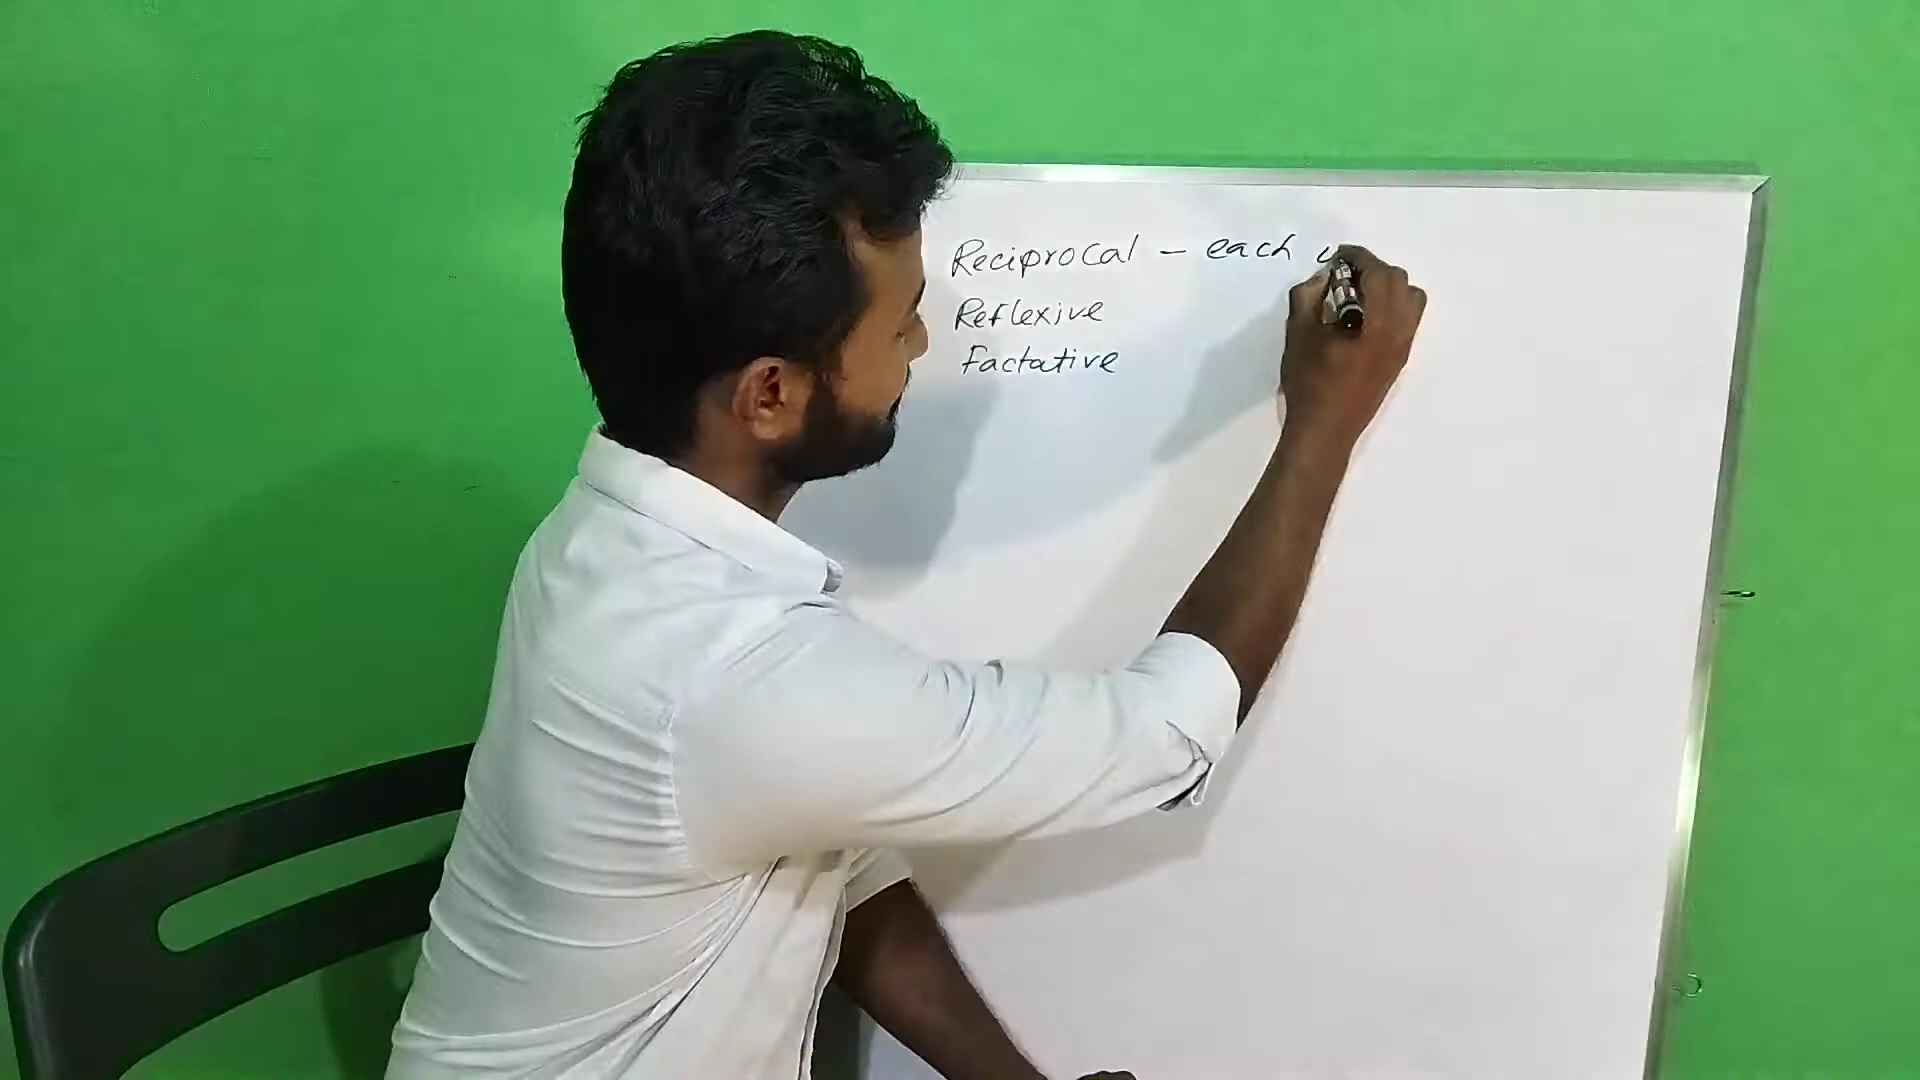 Reciprocal – each
Reflexive
Factative